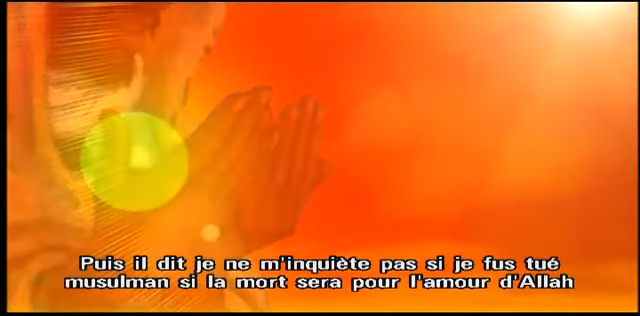 Puis il dit je ne m'inquiète pas si je fus tué
musulman si la mort sera pour l'amour d'Allah